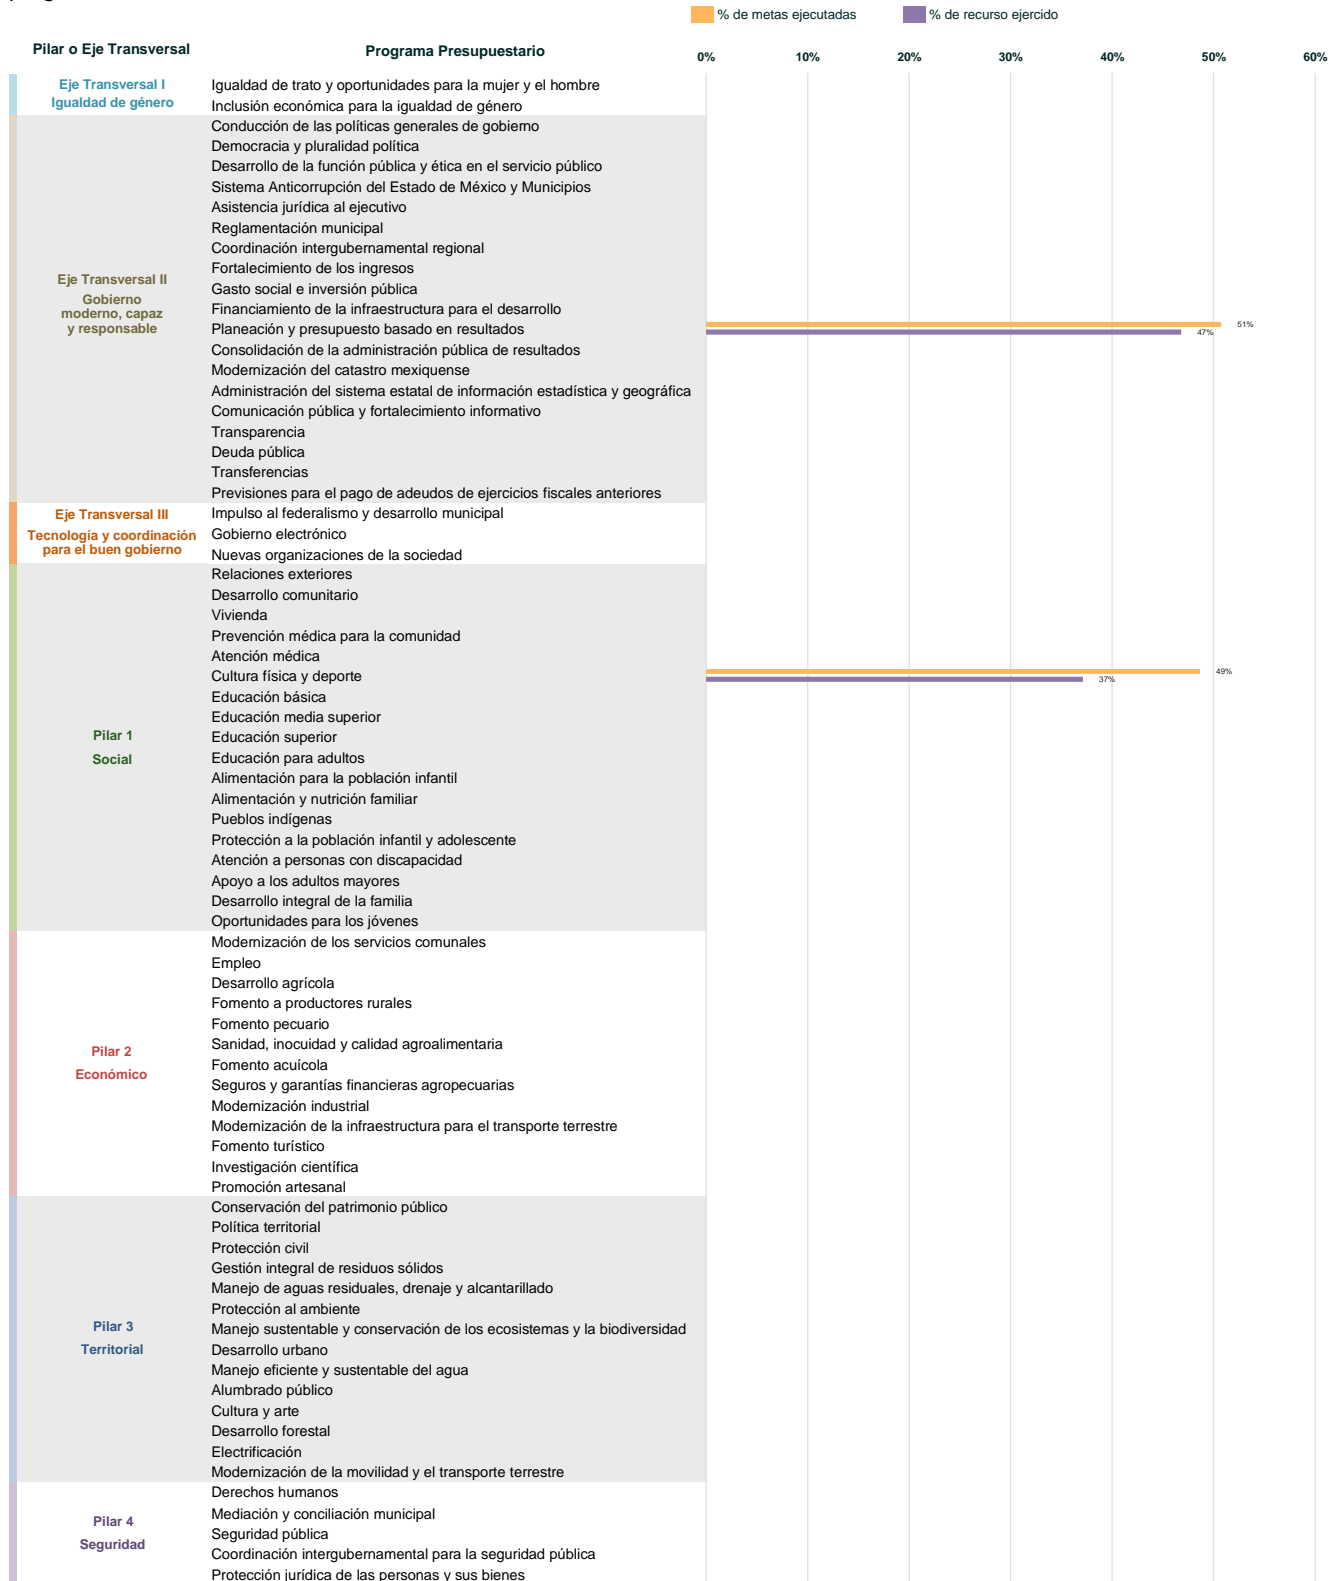 % de metas ejecutadas
% de recurso ejercido
Pilar o Eje Transversal
Programa Presupuestario
0%
10%
20%
30%
40%
50%
60%
Eje Transversal I
Igualdad de género
Igualdad de trato y oportunidades para la mujer y el hombre
Inclusión económica para la igualdad de género
Eje Transversal II
Gobierno
moderno, capaz
y responsable
Conducción de las políticas generales de gobierno
Democracia y pluralidad política
Desarrollo de la función pública y ética en el servicio público
Sistema Anticorrupción del Estado de México y Municipios
Asistencia jurídica al ejecutivo
Reglamentación municipal
Coordinación intergubernamental regional
Fortalecimiento de los ingresos
Gasto social e inversión pública
Financiamiento de la infraestructura para el desarrollo
Planeación y presupuesto basado en resultados
51%
47%
Consolidación de la administración pública de resultados
Modernización del catastro mexiquense
Administración del sistema estatal de información estadística y geográfica
Comunicación pública y fortalecimiento informativo
Transparencia
Deuda pública
Transferencias
Previsiones para el pago de adeudos de ejercicios fiscales anteriores
Eje Transversal III
Tecnología y coordinación
para el buen gobierno
Impulso al federalismo y desarrollo municipal
Gobierno electrónico
Nuevas organizaciones de la sociedad
Pilar 1
Social
Relaciones exteriores
Desarrollo comunitario
Vivienda
Prevención médica para la comunidad
Atención médica
Cultura física y deporte
49%
37%
Educación básica
Educación media superior
Educación superior
Educación para adultos
Alimentación para la población infantil
Alimentación y nutrición familiar
Pueblos indígenas
Protección a la población infantil y adolescente
Atención a personas con discapacidad
Apoyo a los adultos mayores
Desarrollo integral de la familia
Oportunidades para los jóvenes
Pilar 2
Económico
Modernización de los servicios comunales
Empleo
Desarrollo agrícola
Fomento a productores rurales
Fomento pecuario
Sanidad, inocuidad y calidad agroalimentaria
Fomento acuícola
Seguros y garantías financieras agropecuarias
Modernización industrial
Modernización de la infraestructura para el transporte terrestre
Fomento turístico
Investigación científica
Promoción artesanal
Pilar 3
Territorial
Conservación del patrimonio público
Política territorial
Protección civil
Gestión integral de residuos sólidos
Manejo de aguas residuales, drenaje y alcantarillado
Protección al ambiente
Manejo sustentable y conservación de los ecosistemas y la biodiversidad
Desarrollo urbano
Manejo eficiente y sustentable del agua
Alumbrado público
Cultura y arte
Desarrollo forestal
Electrificación
Modernización de la movilidad y el transporte terrestre
Pilar 4
Seguridad
Derechos humanos
Mediación y conciliación municipal
Seguridad pública
Coordinación intergubernamental para la seguridad pública
Protección jurídica de las personas y sus bienes